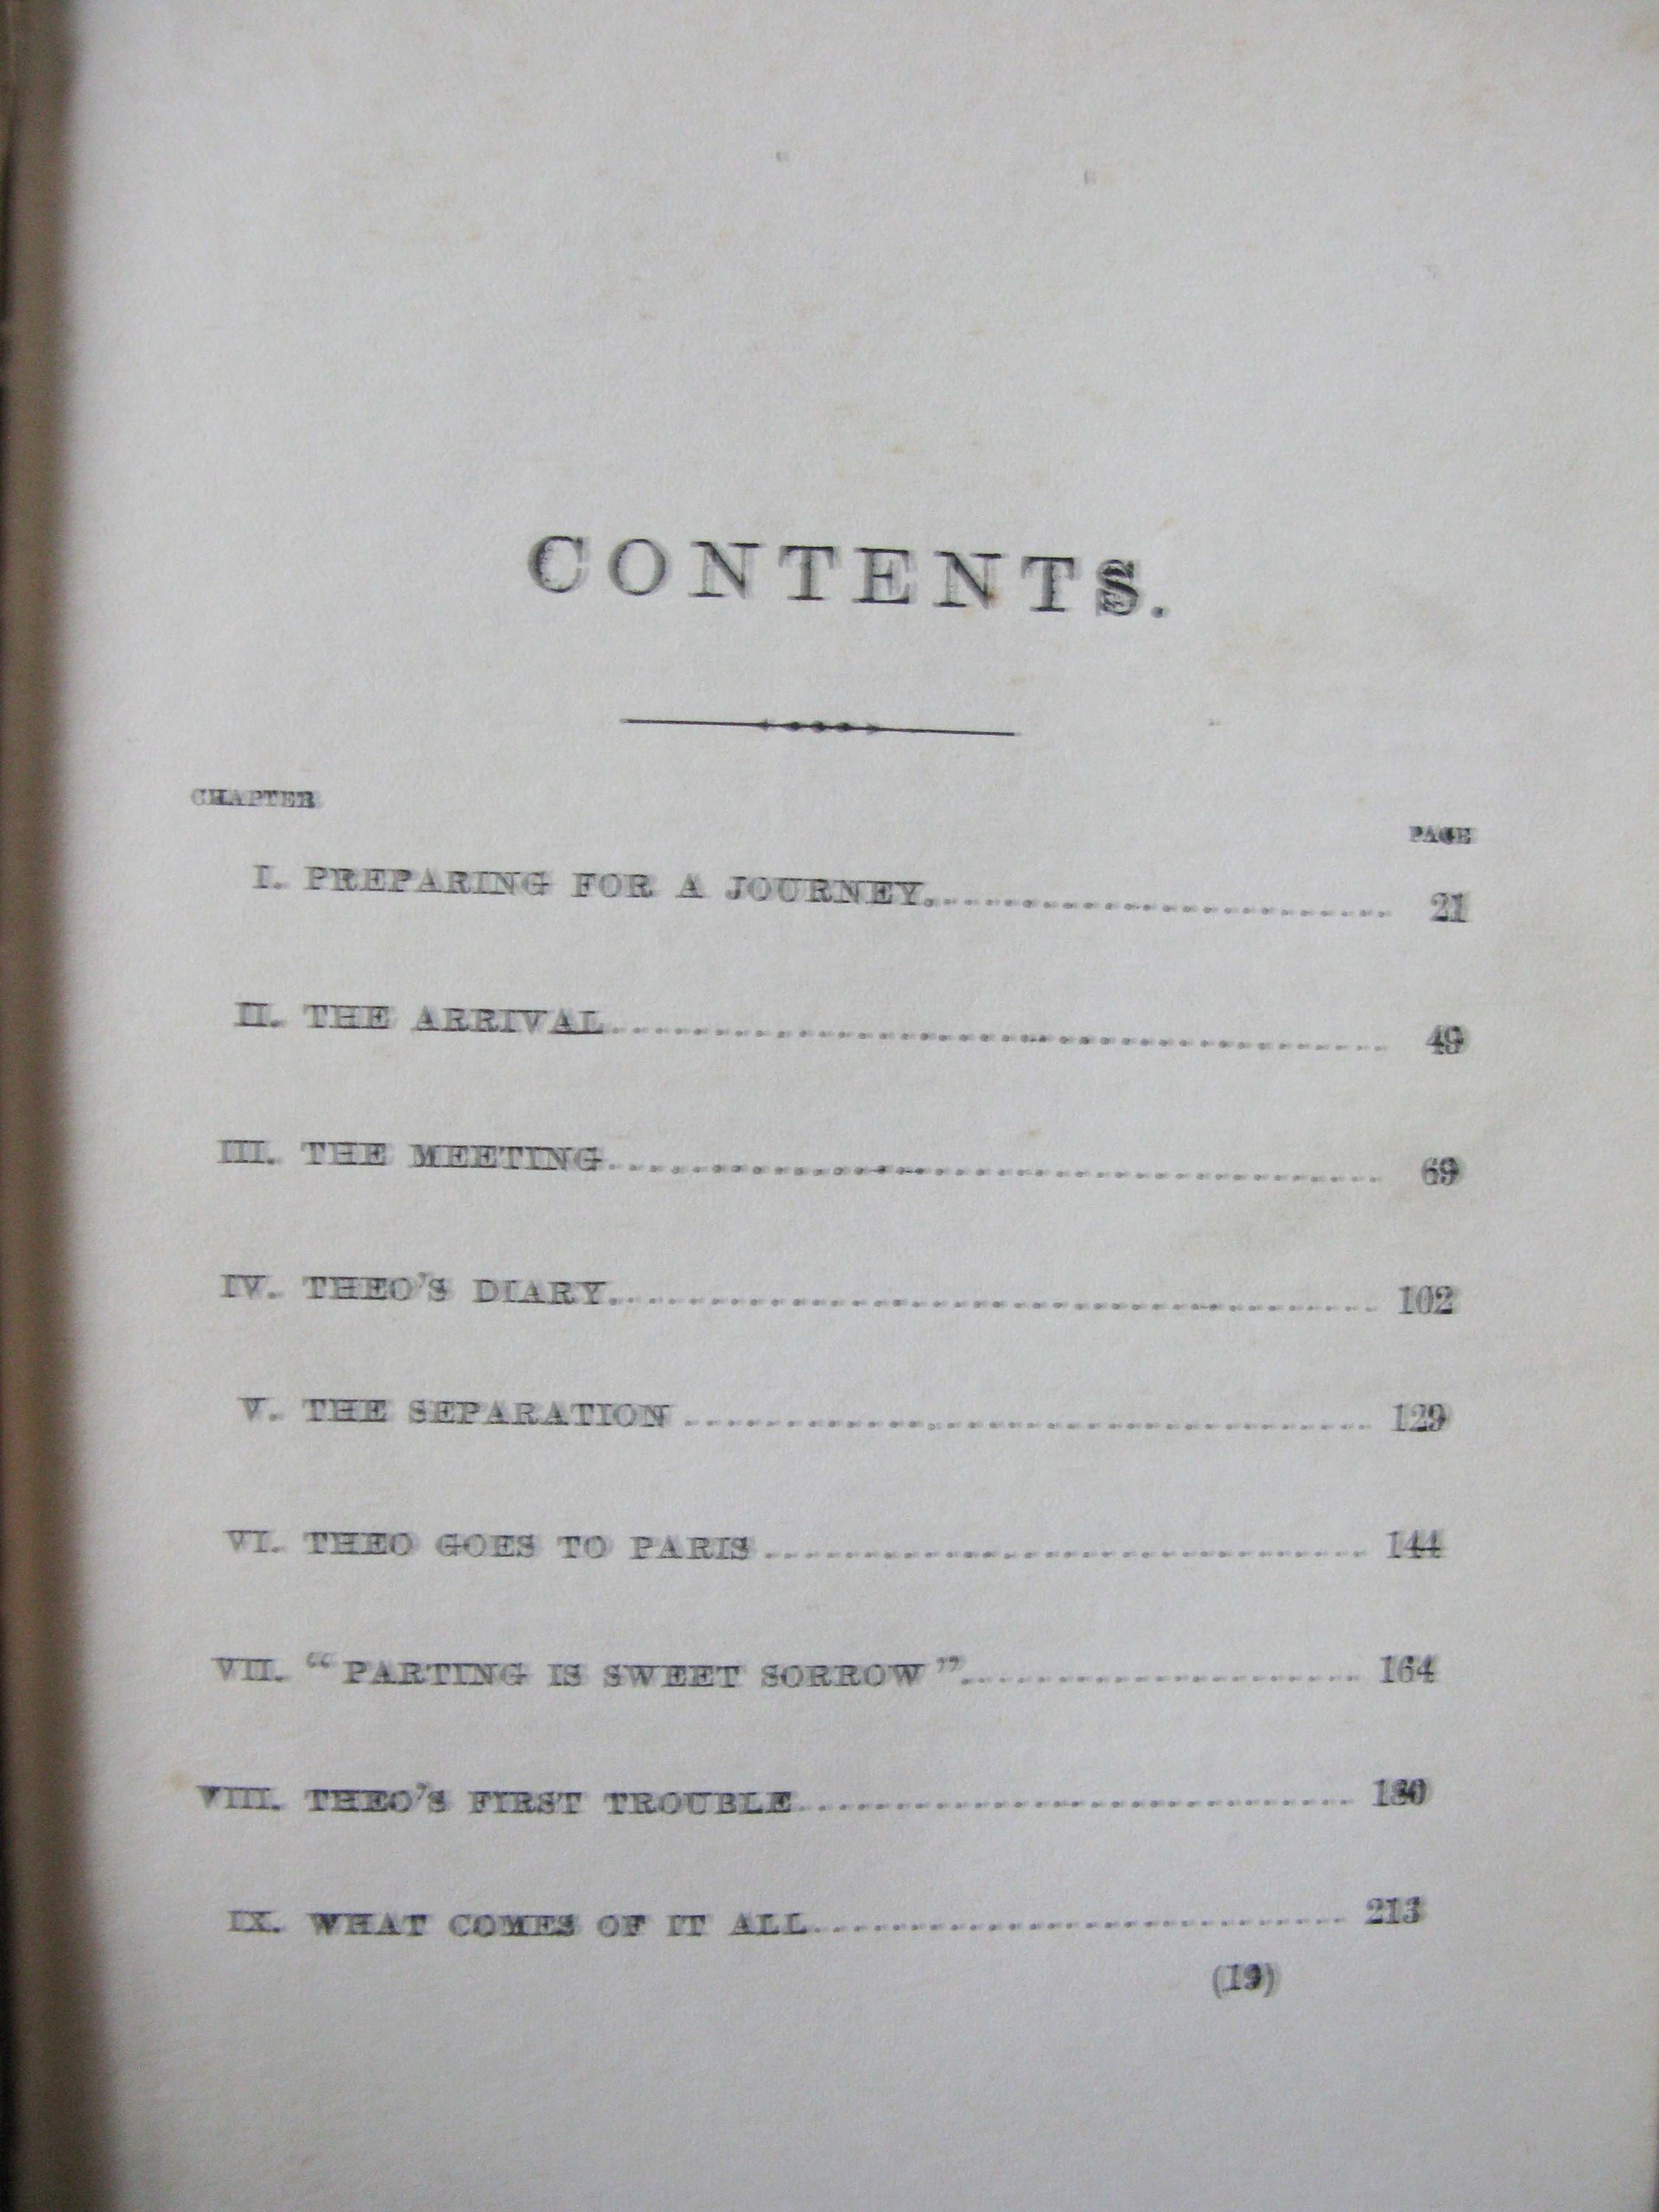 CONTENTS.
CHAPTER
PAGE
I. PREPARING FOR A JOURNEY........................ 21
II. THE ARRIVAL........................................ 49
III. THE MEETING........................................ 69
IV. THEO'S DIARY........................................ 102
V. THE SEPARATION .................................... 129
VI. THEO GOES TO PARIS ................................ 144
VII. “PARTING IS SWEET SORROW”..................... 164
VIII. THEO'S FIRST TROUBLE............................. 180
IX. WHAT COMES OF IT ALL............................ 213
(19)